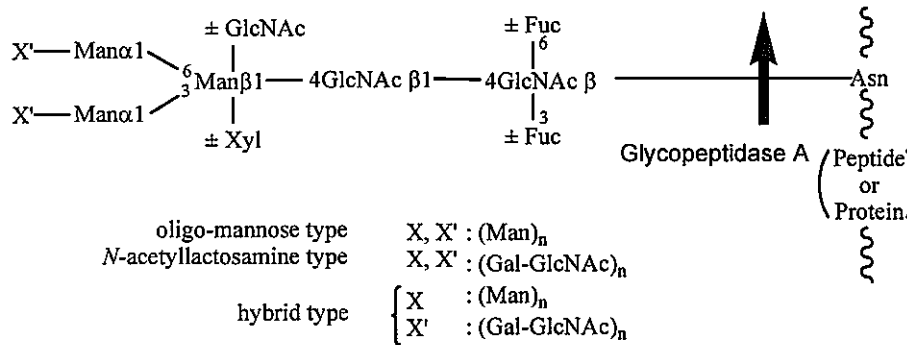 ± GlcNAc
± Fuc
X'—Manα1
6
6
Manβ1—4GlcNAc β1—4GlcNAc β—Asn
3
X'—Manα1
3
± Xyl
± Fuc
Glycopeptidase A
(Peptide
or
Protein
oligo-mannose type X, X' : (Man)n
N-acetyllactosamine type X, X' : (Gal-GlcNAc)n
hybrid type { X : (Man)n
X' : (Gal-GlcNAc)n